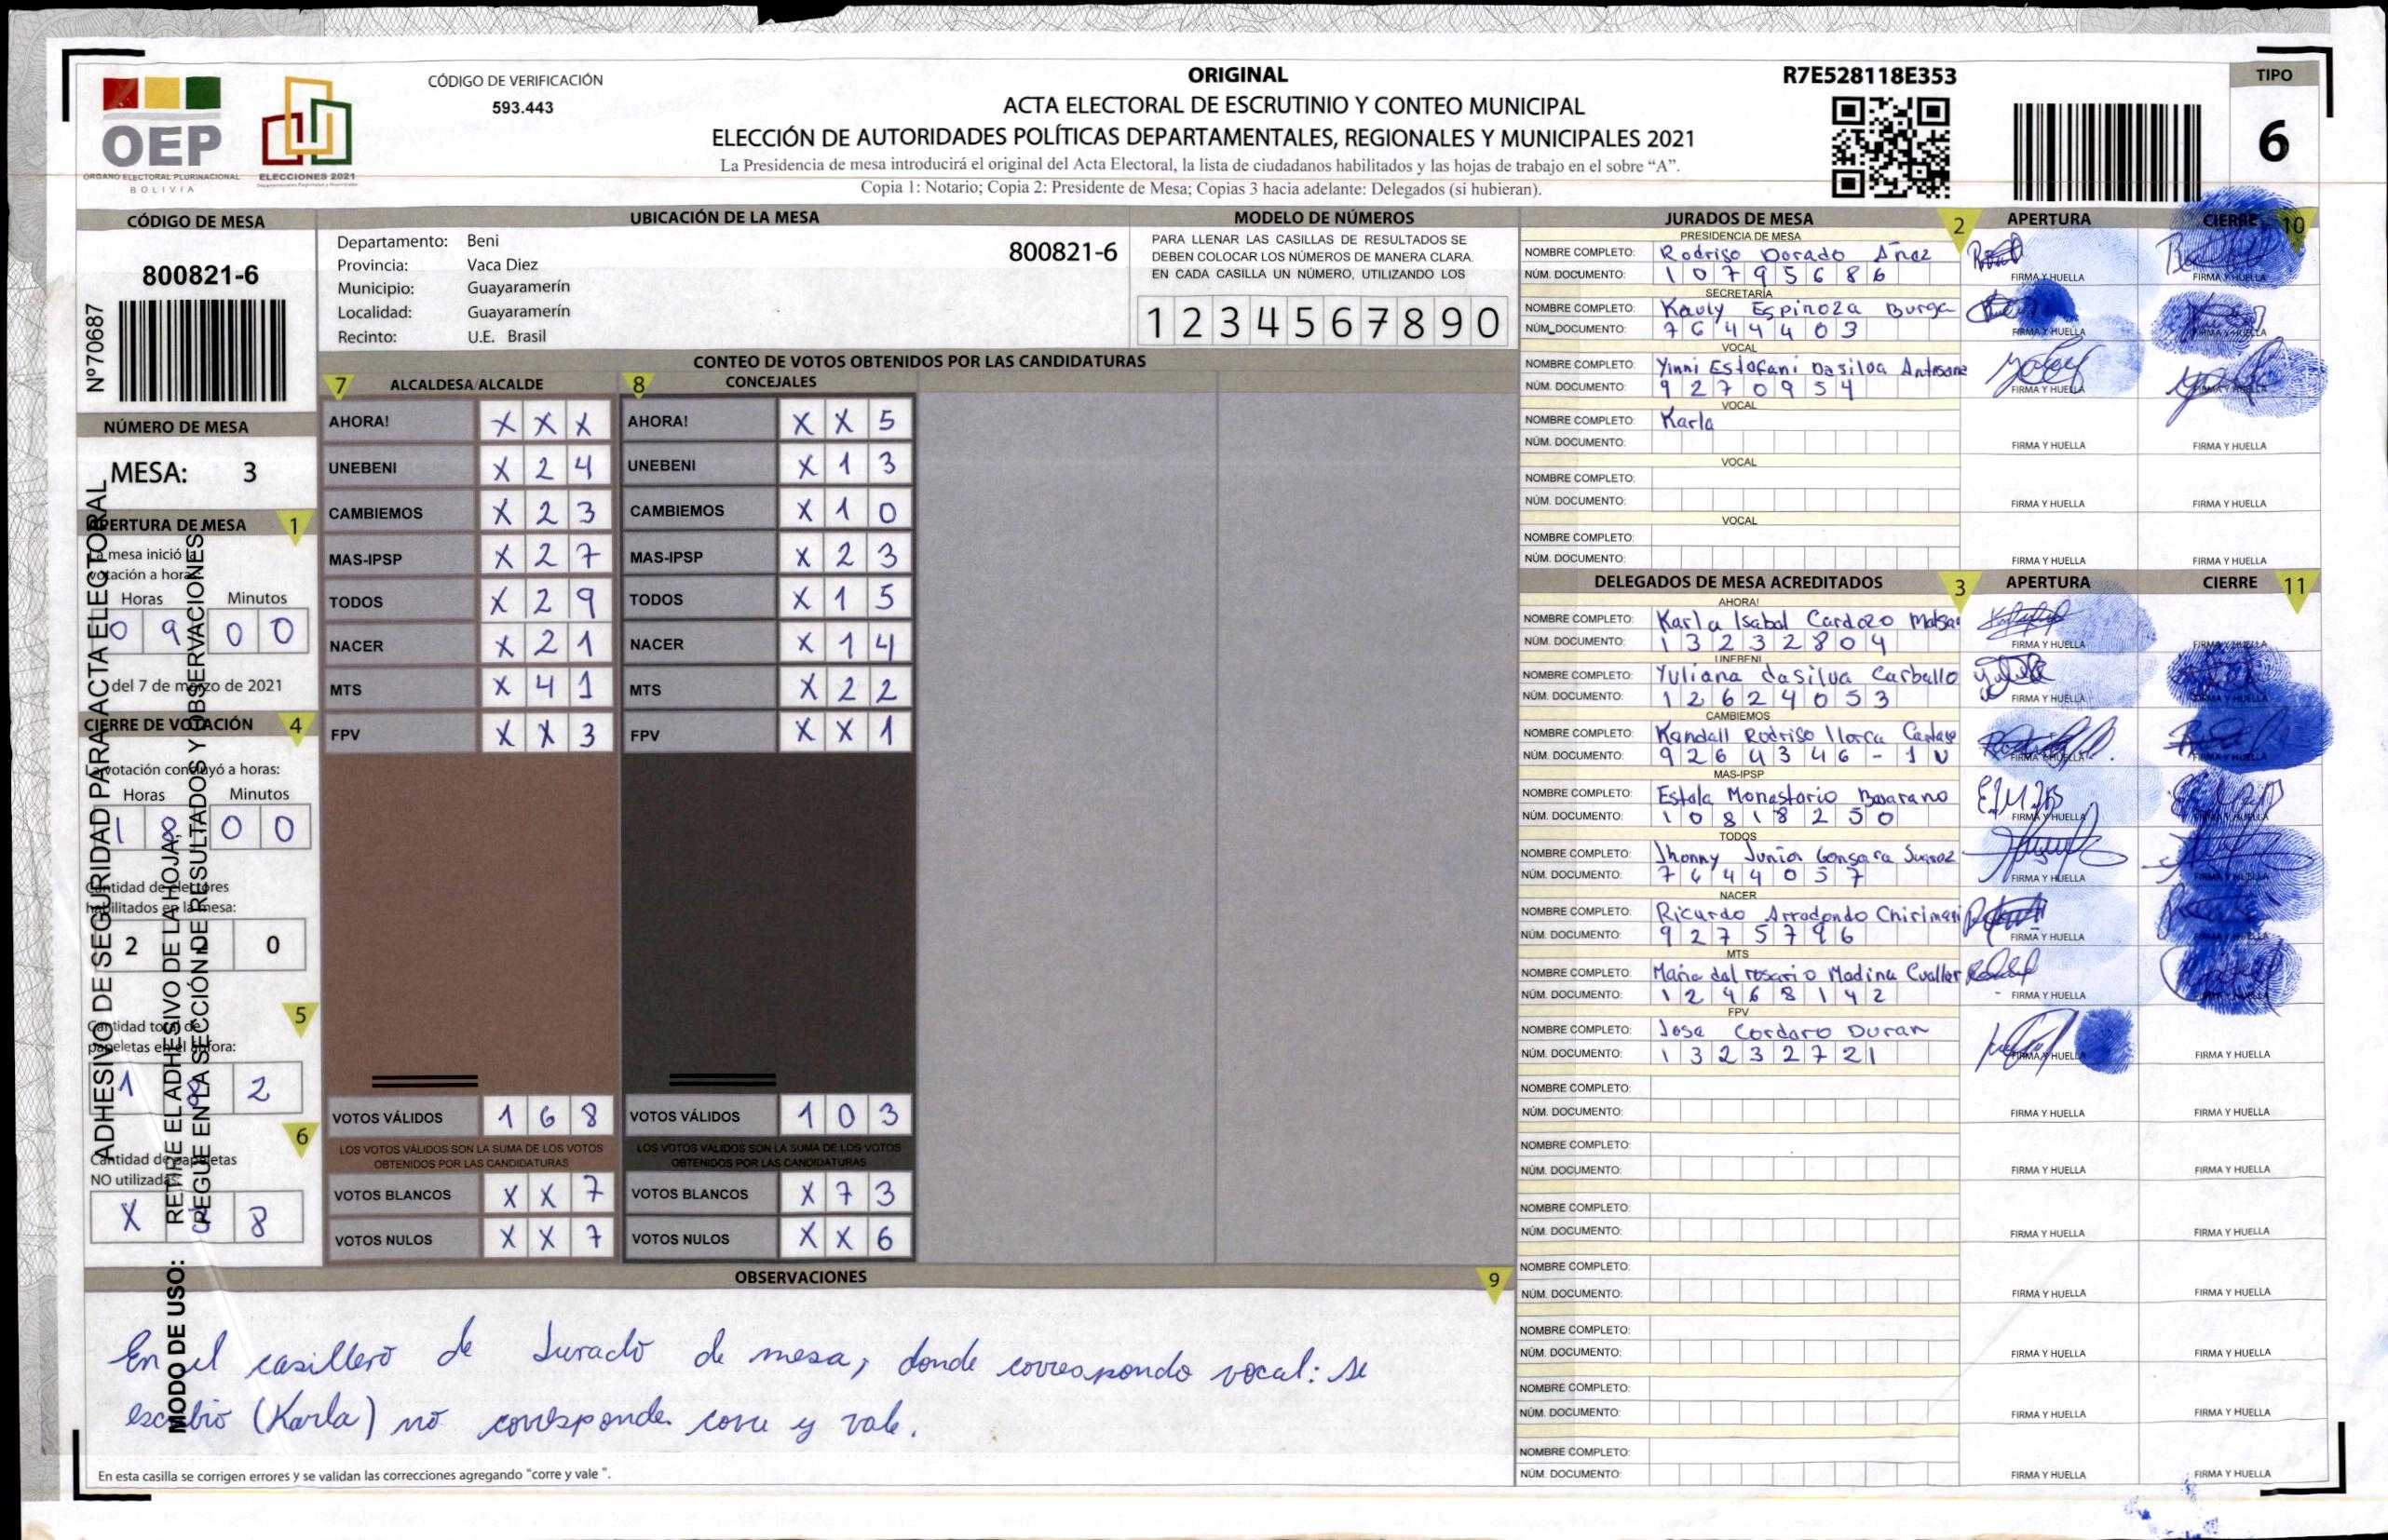 ORIGINAL
R7E528118E353
TIPO
6
CÓDIGO DE VERIFICACIÓN
593.443
OEP
ÓRGANO ELECTORAL PLURINACIONAL
BOLIVIA
ELECCIONES 2021
ACTA ELECTORAL DE ESCRUTINIO Y CONTEO MUNICIPAL
ELECCIÓN DE AUTORIDADES POLÍTICAS DEPARTAMENTALES, REGIONALES Y MUNICIPALES 2021
La Presidencia de mesa introducirá el original del Acta Electoral, la lista de ciudadanos habilitados y las hojas de trabajo en el sobre “A”.
Copia 1: Notario; Copia 2: Presidente de Mesa; Copias 3 hacia adelante: Delegados (si hubieran).
CÓDIGO DE MESA
800821-6
N°70687
NÚMERO DE MESA
MESA: 3
APERTURA DE MESA 1
La mesa inició la
votación a horas
Horas Minutos
0 9 0 0
del 7 de marzo de 2021
CIERRE DE VOTACIÓN 4
La votación concluyó a horas:
Horas Minutos
1 8 0 0
Cantidad de electores
habilitados en la mesa:
2 0
5
Cantidad total de
papeletas en el ánfora:
1 8 2
6
Cantidad de papeletas
NO utilizadas
X 8
ADHESIVO DE SEGURIDAD PARA ACTA ELECTORAL
MODO DE USO: RETIRE EL ADHESIVO DE LA HOJA,
PEGUE EN LA SECCIÓN DE RESULTADOS Y OBSERVACIONES
UBICACIÓN DE LA MESA
Departamento: Beni
800821-6
Provincia: Vaca Diez
Municipio: Guayaramerín
Localidad: Guayaramerín
Recinto: U.E. Brasil
MODELO DE NÚMEROS
PARA LLENAR LAS CASILLAS DE RESULTADOS SE
DEBEN COLOCAR LOS NÚMEROS DE MANERA CLARA.
EN CADA CASILLA UN NÚMERO, UTILIZANDO LOS
1 2 3 4 5 6 7 8 9 0
CONTEO DE VOTOS OBTENIDOS POR LAS CANDIDATURAS
7 ALCALDESA/ALCALDE 8 CONCEJALES
AHORA! X X X AHORA! X X 5
UNEBENI X 2 4 UNEBENI X 1 3
CAMBIEMOS X 2 3 CAMBIEMOS X 1 0
MAS-IPSP X 2 7 MAS-IPSP X 2 3
TODOS X 2 9 TODOS X 1 5
NACER X 2 1 NACER X 1 4
MTS X 4 1 MTS X 2 2
FPV X X 3 FPV X X 1
VOTOS VÁLIDOS 1 6 8 VOTOS VÁLIDOS 1 0 3
LOS VOTOS VÁLIDOS SON LA SUMA DE LOS VOTOS LOS VOTOS VÁLIDOS SON LA SUMA DE LOS VOTOS
OBTENIDOS POR LAS CANDIDATURAS OBTENIDOS POR LAS CANDIDATURAS
VOTOS BLANCOS X X 7 VOTOS BLANCOS X 7 3
VOTOS NULOS X X 7 VOTOS NULOS X X 6
OBSERVACIONES 9
En el casillero de Jurado de mesa, donde correspondo vocal: se
escribio (Karla) no corresponde corre y vale.
En esta casilla se corrigen errores y se validan las correcciones agregando "corre y vale ".
JURADOS DE MESA 2 APERTURA CIERRE 10
PRESIDENCIA DE MESA
NOMBRE COMPLETO: Rodrigo Dorado Añez
NÚM. DOCUMENTO: 1 0 7 9 5 6 8 6 FIRMA Y HUELLA FIRMA Y HUELLA
SECRETARÍA
NOMBRE COMPLETO: Kauly Espinoza Burga
NÚM. DOCUMENTO: 7 6 4 4 4 0 3 FIRMA Y HUELLA FIRMA Y HUELLA
VOCAL
NOMBRE COMPLETO: Yinni Estefani Dasilva
NÚM. DOCUMENTO: 9 2 7 0 9 5 4 FIRMA Y HUELLA FIRMA Y HUELLA
VOCAL
NOMBRE COMPLETO: Karla
NÚM. DOCUMENTO: FIRMA Y HUELLA FIRMA Y HUELLA
VOCAL
NOMBRE COMPLETO:
NÚM. DOCUMENTO: FIRMA Y HUELLA FIRMA Y HUELLA
VOCAL
NOMBRE COMPLETO:
NÚM. DOCUMENTO: FIRMA Y HUELLA FIRMA Y HUELLA
DELEGADOS DE MESA ACREDITADOS 3 APERTURA CIERRE 11
AHORA!
NOMBRE COMPLETO: Karla Isabel Cardozo
NÚM. DOCUMENTO: 1 3 2 3 2 8 0 4 FIRMA Y HUELLA FIRMA Y HUELLA
UNEBENI
NOMBRE COMPLETO: Yuliana dasilva Carballo
NÚM. DOCUMENTO: 1 2 6 2 4 0 5 3 FIRMA Y HUELLA FIRMA Y HUELLA
CAMBIEMOS
NOMBRE COMPLETO: Kandall Rodrigo
NÚM. DOCUMENTO: 9 2 6 4 3 4 6 - 1 U FIRMA Y HUELLA
MAS-IPSP
NOMBRE COMPLETO: Estela Monasterio
NÚM. DOCUMENTO: 1 0 8 1 8 2 5 0 FIRMA Y HUELLA FIRMA Y HUELLA
TODOS
NOMBRE COMPLETO: Jhonny Junior
NÚM. DOCUMENTO: 7 6 4 4 0 5 7 FIRMA Y HUELLA FIRMA Y HUELLA
NACER
NOMBRE COMPLETO: Ricardo Arredondo
NÚM. DOCUMENTO: 9 2 7 5 7 9 6 FIRMA Y HUELLA FIRMA Y HUELLA
MTS
NOMBRE COMPLETO: Maria del rosario Medina Cuellar
NÚM. DOCUMENTO: 1 2 4 6 8 1 4 2 FIRMA Y HUELLA FIRMA Y HUELLA
FPV
NOMBRE COMPLETO: Jose Cordero Duran
NÚM. DOCUMENTO: 1 3 2 3 2 7 2 1 FIRMA Y HUELLA FIRMA Y HUELLA
NOMBRE COMPLETO:
NÚM. DOCUMENTO: FIRMA Y HUELLA FIRMA Y HUELLA
NOMBRE COMPLETO:
NÚM. DOCUMENTO: FIRMA Y HUELLA FIRMA Y HUELLA
NOMBRE COMPLETO:
NÚM. DOCUMENTO: FIRMA Y HUELLA FIRMA Y HUELLA
NOMBRE COMPLETO:
NÚM. DOCUMENTO: FIRMA Y HUELLA FIRMA Y HUELLA
NOMBRE COMPLETO:
NÚM. DOCUMENTO: FIRMA Y HUELLA FIRMA Y HUELLA
NOMBRE COMPLETO:
NÚM. DOCUMENTO: FIRMA Y HUELLA FIRMA Y HUELLA
NOMBRE COMPLETO:
NÚM. DOCUMENTO: FIRMA Y HUELLA FIRMA Y HUELLA